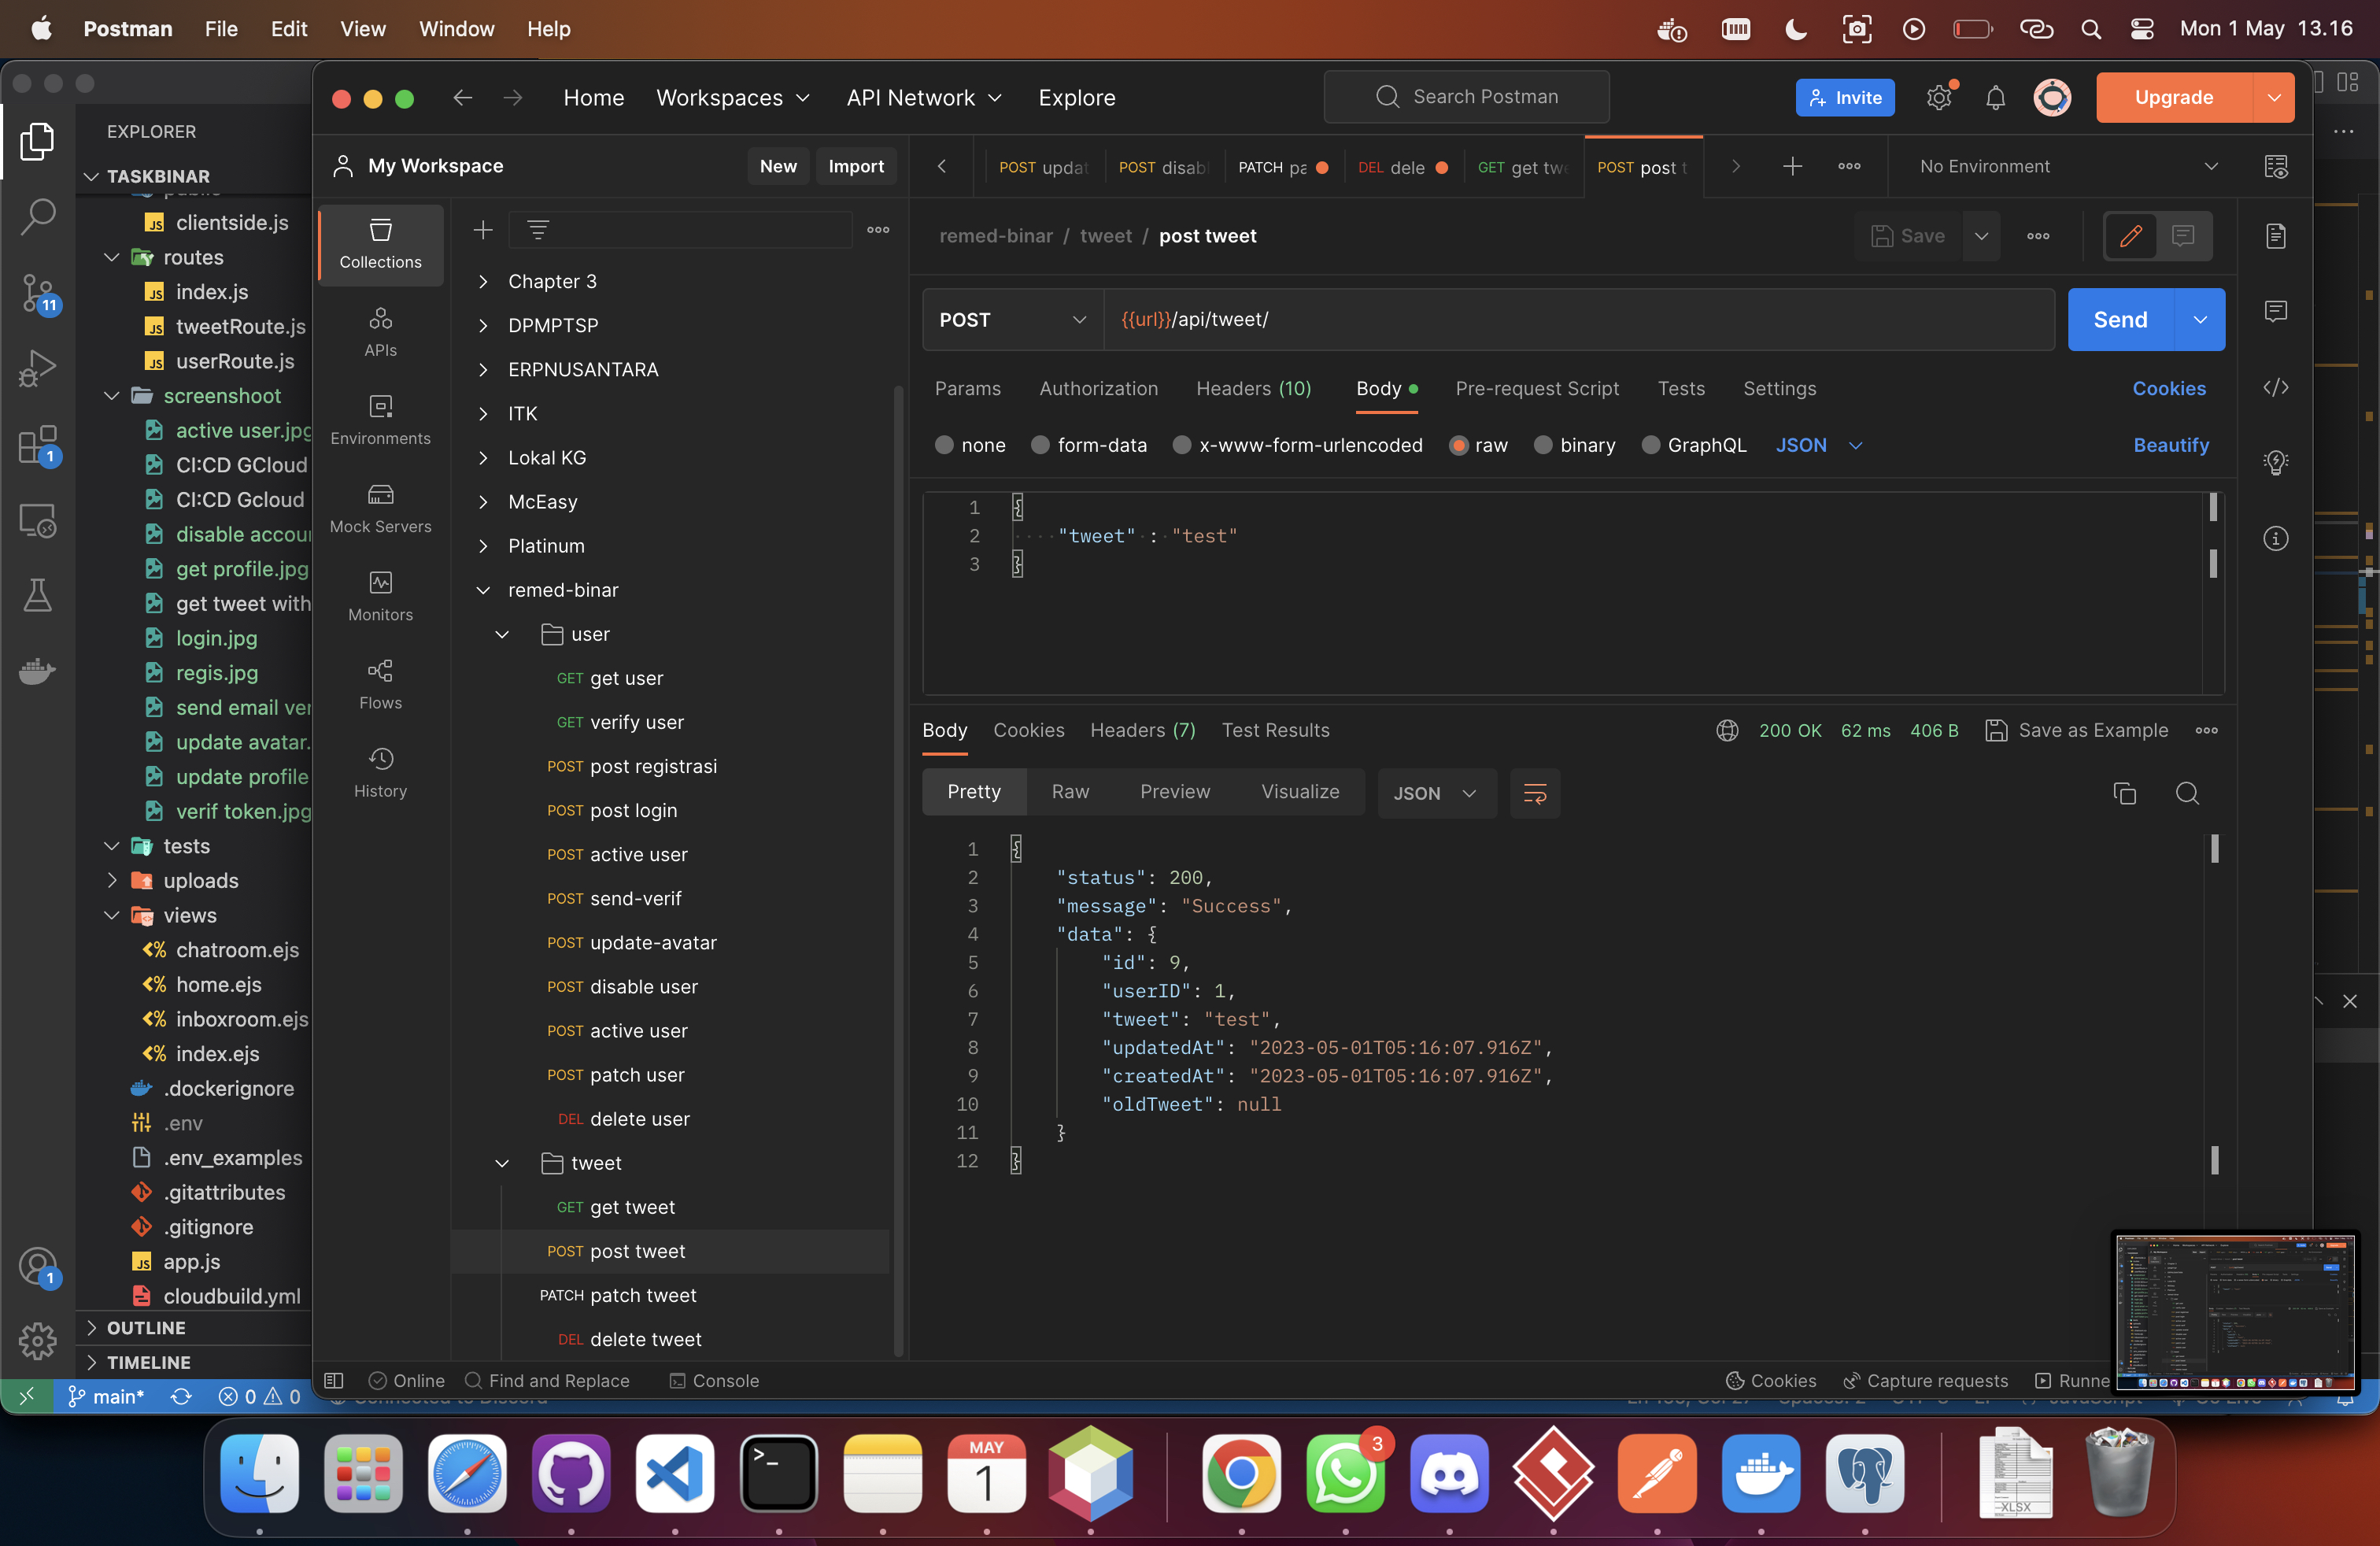 Postman File Edit View Window Help Mon 1 May 13.16
Home Workspaces API Network Explore Search Postman Invite Upgrade
EXPLORER
TASKBINAR
clientside.js
routes
index.js
tweetRoute.js
userRoute.js
screenshoot
active user.jpg
CI:CD GCloud
CI:CD Gcloud
disable accou
get profile.jpg
get tweet with
login.jpg
regis.jpg
send email ver
update avatar.
update profile
verif token.jpg
tests
uploads
views
chatroom.ejs
home.ejs
inboxroom.ejs
index.ejs
.dockerignore
.env
.env_examples
.gitattributes
.gitignore
app.js
cloudbuild.yml
OUTLINE
TIMELINE
11
1
1
main* 0 0
My Workspace New Import
Collections
APIs
Environments
Mock Servers
Monitors
Flows
History
Chapter 3
DPMPTSP
ERPNUSANTARA
ITK
Lokal KG
McEasy
Platinum
remed-binar
user
GET get user
GET verify user
POST post registrasi
POST post login
POST active user
POST send-verif
POST update-avatar
POST disable user
POST active user
POST patch user
DEL delete user
tweet
GET get tweet
POST post tweet
PATCH patch tweet
DEL delete tweet
POST updat POST disab PATCH pa DEL dele GET get twe POST post t No Environment
remed-binar / tweet / post tweet Save
POST {{url}}/api/tweet/ Send
Params Authorization Headers (10) Body Pre-request Script Tests Settings Cookies
none form-data x-www-form-urlencoded raw binary GraphQL JSON Beautify
1 {
2 "tweet" : "test"
3 }
Body Cookies Headers (7) Test Results 200 OK 62 ms 406 B Save as Example
Pretty Raw Preview Visualize JSON
1 {
2 "status": 200,
3 "message": "Success",
4 "data": {
5 "id": 9,
6 "userID": 1,
7 "tweet": "test",
8 "updatedAt": "2023-05-01T05:16:07.916Z",
9 "createdAt": "2023-05-01T05:16:07.916Z",
10 "oldTweet": null
11 }
12 }
Online Find and Replace Console Cookies Capture requests Runne
MAY
1
3
XLSX